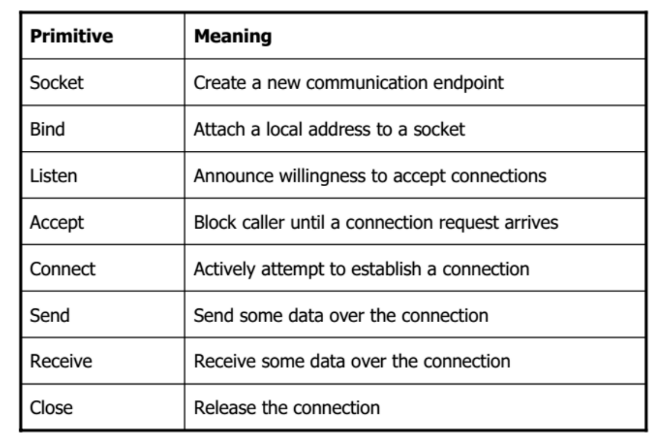 Primitive Meaning
Socket Create a new communication endpoint
Bind Attach a local address to a socket
Listen Announce willingness to accept connections
Accept Block caller until a connection request arrives
Connect Actively attempt to establish a connection
Send Send some data over the connection
Receive Receive some data over the connection
Close Release the connection